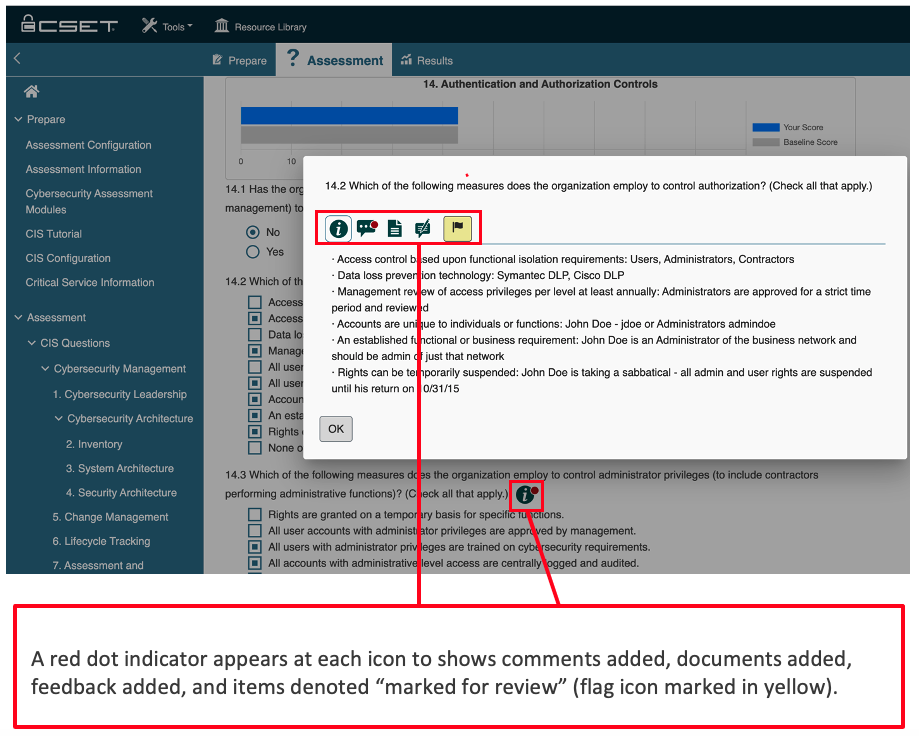 CSET
Tools
Resource Library
Prepare
? Assessment
Results
Prepare
Assessment Configuration
Assessment Information
Cybersecurity Assessment
Modules
CIS Tutorial
CIS Configuration
Critical Service Information
Assessment
CIS Questions
Cybersecurity Management
1. Cybersecurity Leadership
Cybersecurity Architecture
2. Inventory
3. System Architecture
4. Security Architecture
5. Change Management
6. Lifecycle Tracking
7. Assessment and
14. Authentication and Authorization Controls
Your Score
Baseline Score
0 10
14.1 Has the org
management) to
No
Yes
14.2 Which of th
Access
Access
Data lo
Manag
All user
All user
Accoun
An esta
Rights
None o
14.2 Which of the following measures does the organization employ to control authorization? (Check all that apply.)
· Access control based upon functional isolation requirements: Users, Administrators, Contractors
· Data loss prevention technology: Symantec DLP, Cisco DLP
· Management review of access privileges per level at least annually: Administrators are approved for a strict time
period and reviewed
· Accounts are unique to individuals or functions: John Doe - jdoe or Administrators admindoe
· An established functional or business requirement: John Doe is an Administrator of the business network and
should be admin of just that network
· Rights can be temporarily suspended: John Doe is taking a sabbatical - all admin and user rights are suspended
until his return on 10/31/15
OK
14.3 Which of the following measures does the organization employ to control administrator privileges (to include contractors
performing administrative functions)? (Check all that apply.)
Rights are granted on a temporary basis for specific functions.
All user accounts with administrator privileges are approved by management.
All users with administrator privileges are trained on cybersecurity requirements.
All accounts with administrative level access are centrally logged and audited.
A red dot indicator appears at each icon to shows comments added, documents added,
feedback added, and items denoted “marked for review” (flag icon marked in yellow).